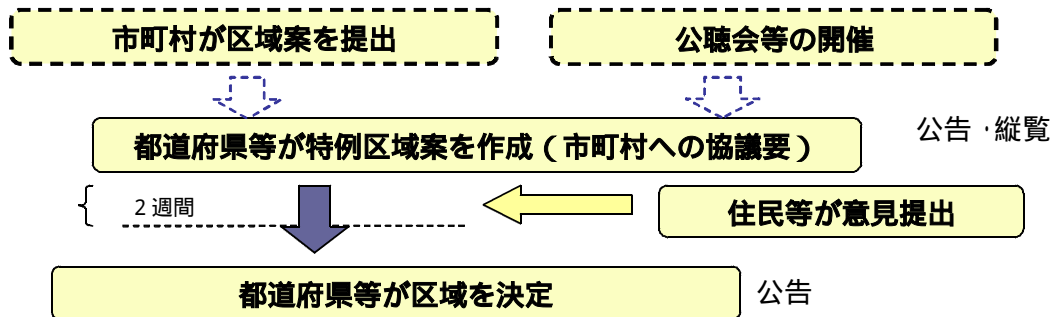 市町村が区域案を提出
公聴会等の開催
都道府県等が特例区域案を作成（市町村への協議要）
公告・縦覧
2週間
住民等が意見提出
都道府県等が区域を決定
公告